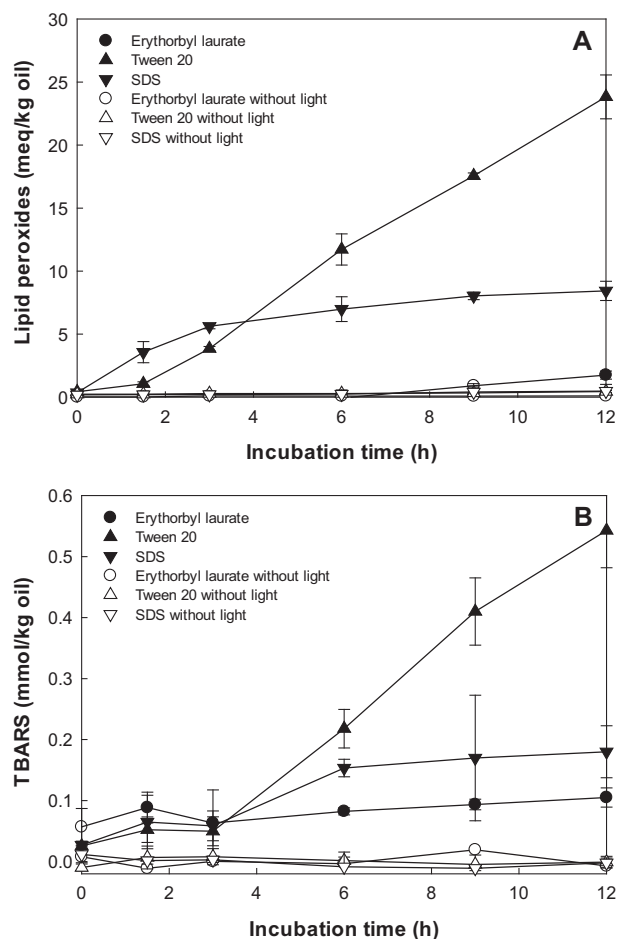 Lipid peroxides (meq/kg oil)
30
25
20
15
10
5
0
A
Erythorbyl laurate
Tween 20
SDS
Erythorbyl laurate without light
Tween 20 without light
SDS without light
0 2 4 6 8 10 12
Incubation time (h)
TBARS (mmol/kg oil)
0.6
0.5
0.4
0.3
0.2
0.1
0.0
B
Erythorbyl laurate
Tween 20
SDS
Erythorbyl laurate without light
Tween 20 without light
SDS without light
0 2 4 6 8 10 12
Incubation time (h)